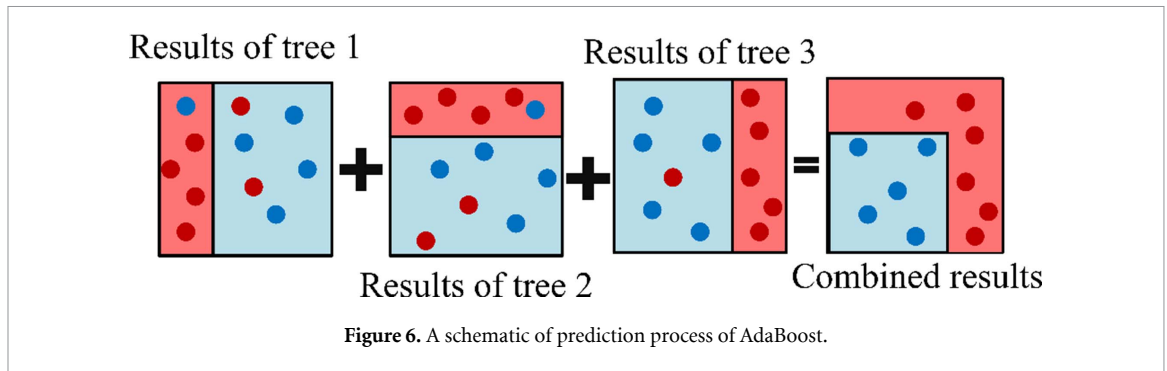 Results of tree 1
Results of tree 3
+
+
=
Results of tree 2
Combined results
Figure 6. A schematic of prediction process of AdaBoost.